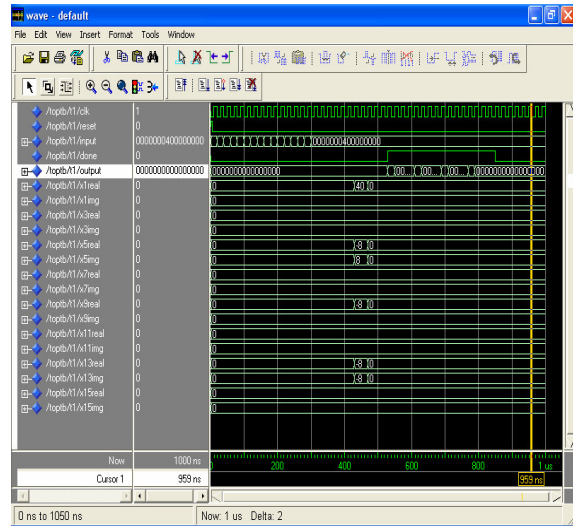 wave - default
File Edit View Insert Format Tools Window
/toptb/t1/clk 1
/toptb/t1/reset 0
/toptb/t1/input 0000000400000000 0000000400000000
/toptb/t1/done 0
/toptb/t1/output 0000000000000000 0000000000000000 00... 00... 00... 0000000000000000
/toptb/t1/x1real 0 0 40 0
/toptb/t1/x1img 0 0
/toptb/t1/x3real 0 0
/toptb/t1/x3img 0 0
/toptb/t1/x5real 0 0 -8 0
/toptb/t1/x5img 0 0 8 0
/toptb/t1/x7real 0 0
/toptb/t1/x7img 0 0
/toptb/t1/x9real 0 0 -8 0
/toptb/t1/x9img 0 0
/toptb/t1/x11real 0 0
/toptb/t1/x11img 0 0
/toptb/t1/x13real 0 0 -8 0
/toptb/t1/x13img 0 0 -8 0
/toptb/t1/x15real 0 0
/toptb/t1/x15img 0 0
Now 1000 ns 0 200 400 600 800 1 us
Cursor 1 959 ns 959 ns
0 ns to 1050 ns Now: 1 us Delta: 2